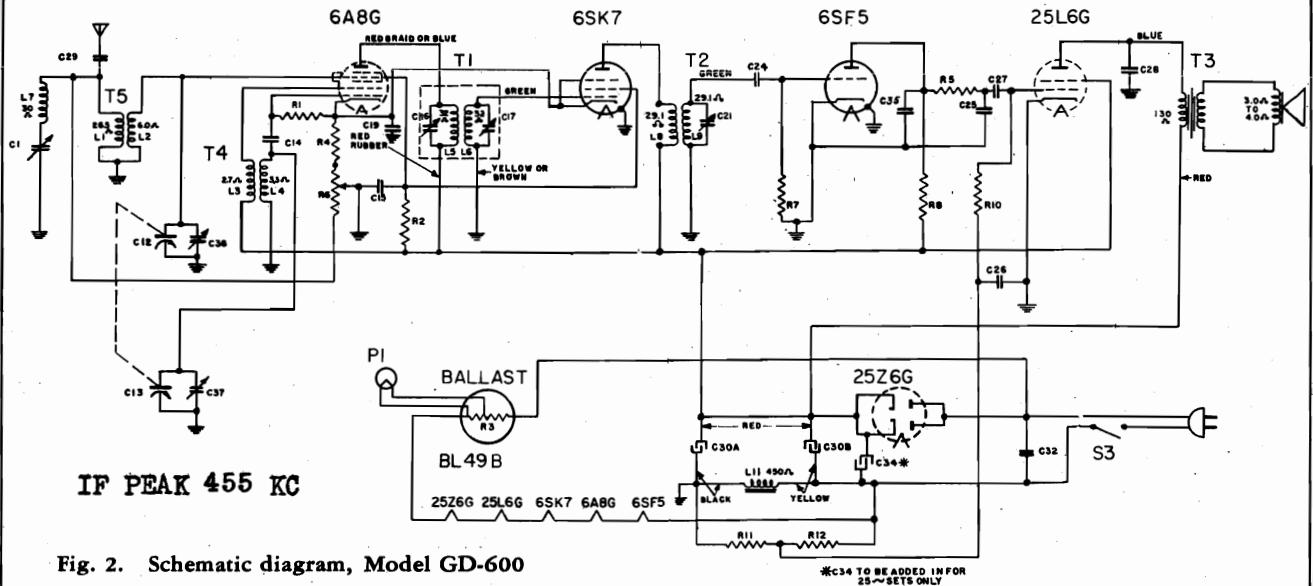 6A8G
6SK7
6SF5
25L6G
C29
RED BRAID OR BLUE
T1
T2
GREEN
C24
BLUE
C28
T3
L7
30
Ω
T5
R1
GREEN
29.1
Ω
29.1Ω
C35
R5
C27
C25
130
Ω
3.0Ω
TO
4.0Ω
L1
6.0Ω
L2
C16
C17
C19
C21
L8
L9
C1
C14
RED
RUBBER
L5
L6
R4
T4
YELLOW OR
BROWN
RED
2.7Ω
L3
3.3Ω
L4
R6
C15
R2
R7
R8
R10
C12
C36
C26
P1
BALLAST
25Z6G
C13
C37
R3
RED
BL49B
C30A
C30B
C34*
C32
S3
L11 450Ω
IF PEAK 455 KC
BLACK
YELLOW
25Z6G 25L6G 6SK7 6A8G 6SF5
R11
R12
Fig. 2. Schematic diagram, Model GD-600
*C34 TO BE ADDED IN FOR
25~SETS ONLY